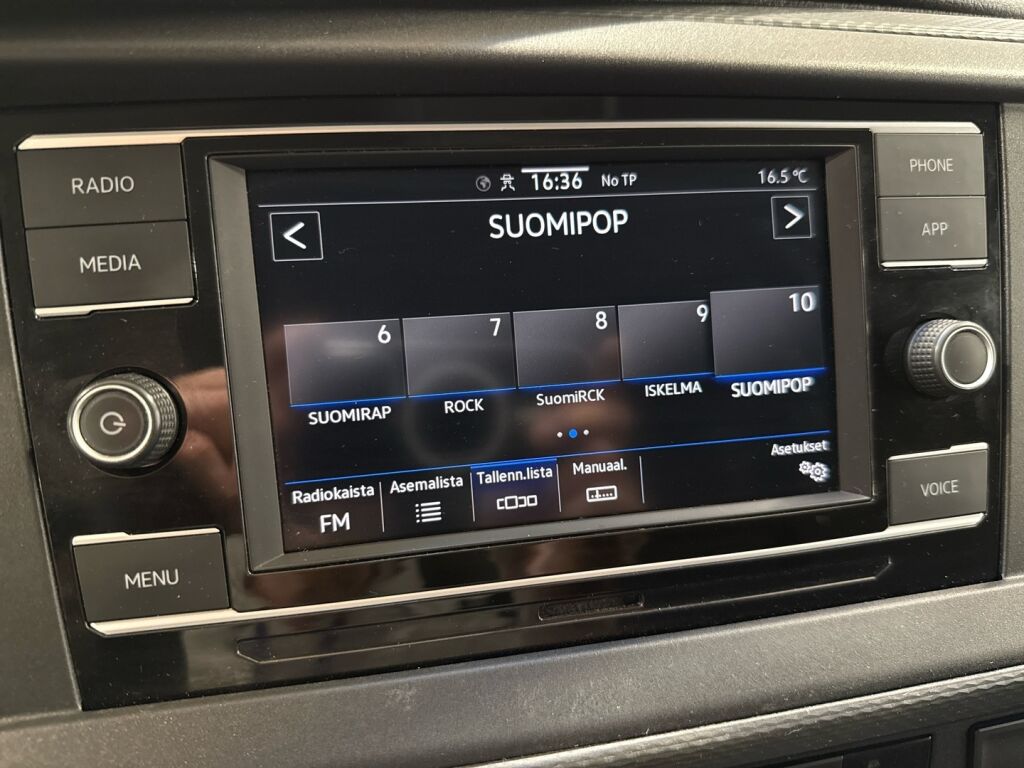 RADIO
MEDIA
MENU
16:36 No TP 16.5 °C
< SUOMIPOP >
6 7 8 9 10
SUOMIRAP ROCK SuomiRCK ISKELMA SUOMIPOP
Radiokaista Asemalista Tallenn.lista Manuaal. Asetukset
FM
PHONE
APP
VOICE